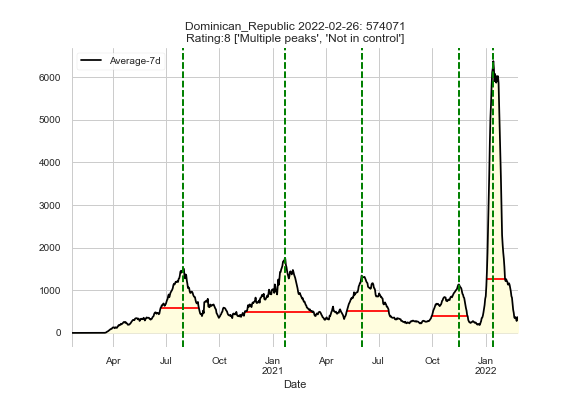 Dominican_Republic 2022-02-26: 574071
Rating:8 ['Multiple peaks', 'Not in control']
Average-7d
6000
5000
4000
3000
2000
1000
0
Apr Jul Oct Jan Apr Jul Oct Jan
2021 2022
Date